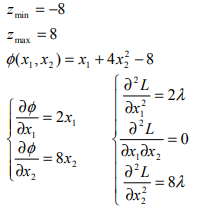 z_min = −8
z_max = 8
ϕ(x₁, x₂) = x₁ + 4x₂² − 8
{ ∂ϕ/∂x₁ = 2x₁
∂ϕ/∂x₂ = 8x₂
{ ∂²L/∂x₁² = 2λ
∂²L/∂x₁∂x₂ = 0
∂²L/∂x₂² = 8λ